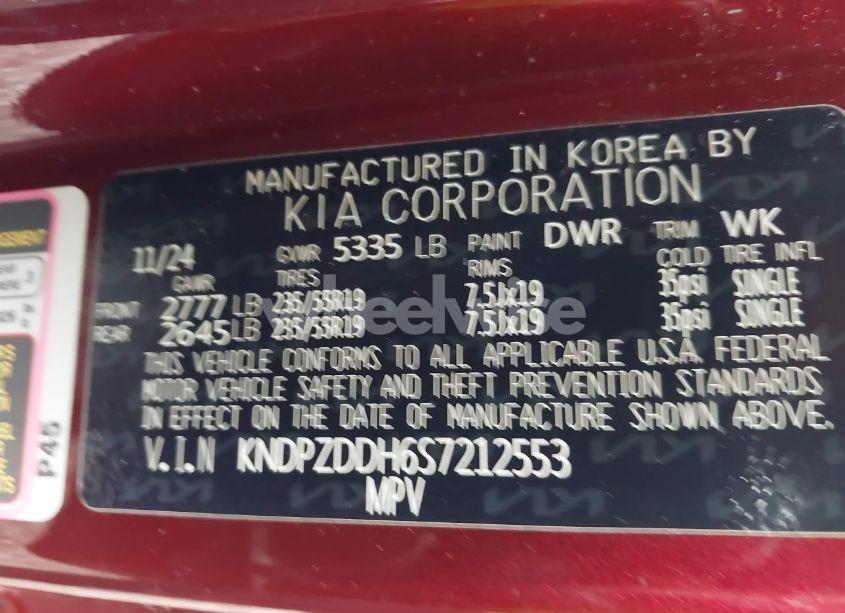 MANUFACTURED IN KOREA BY
KIA CORPORATION
11/24 GVWR 5335 LB PAINT DWR TRIM WK
GAWR TIRES RIMS COLD TIRE INFL
FRONT 2777 LB 235/55R19 7.5Jx19 35psi SINGLE
REAR 2645 LB 235/55R19 7.5Jx19 35psi SINGLE
THIS VEHICLE CONFORMS TO ALL APPLICABLE U.S.A. FEDERAL
MOTOR VEHICLE SAFETY AND THEFT PREVENTION STANDARDS
IN EFFECT ON THE DATE OF MANUFACTURE SHOWN ABOVE.
V.I.N KNDPZDDH6S7212553
MPV
P45